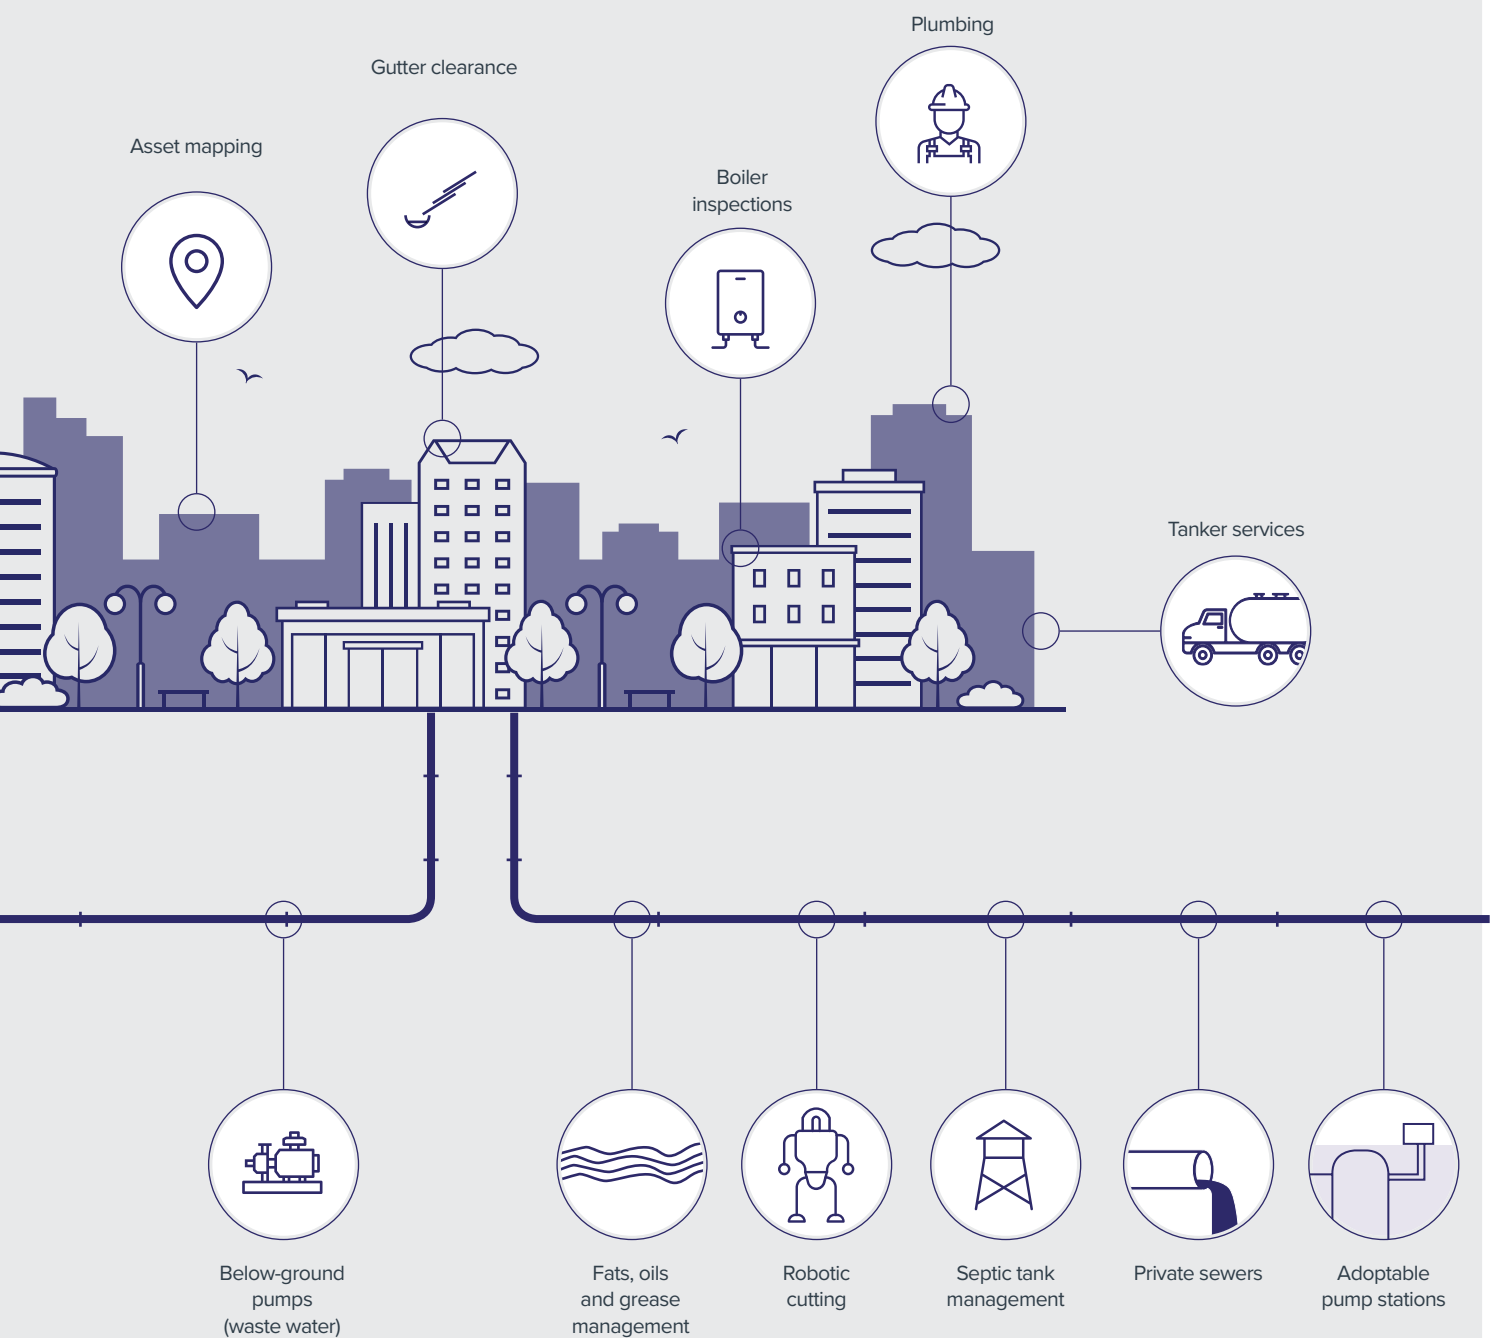 Plumbing
Gutter clearance
Asset mapping
Boiler
inspections
Tanker services
Below-ground
pumps
(waste water)
Fats, oils
and grease
management
Robotic
cutting
Septic tank
management
Private sewers
Adoptable
pump stations